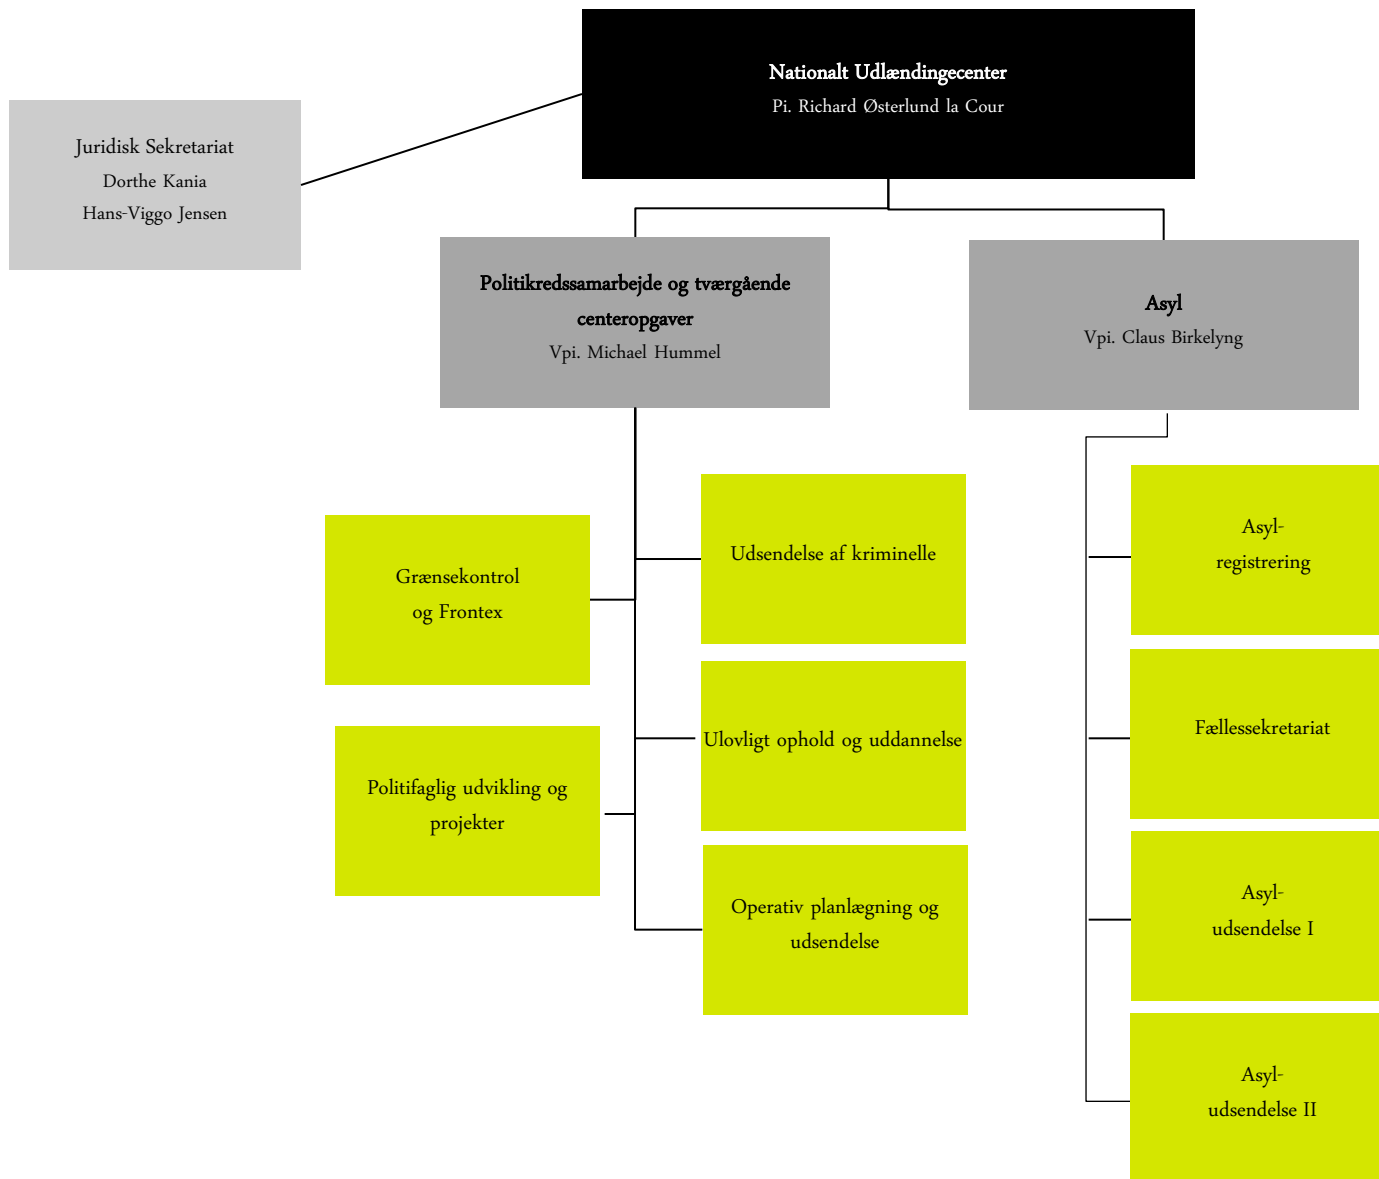 Nationalt Udlændingecenter
Pi. Richard Østerlund la Cour
Juridisk Sekretariat
Dorthe Kania
Hans-Viggo Jensen
Politikredssamarbejde og tværgående
centeropgaver
Vpi. Michael Hummel
Asyl
Vpi. Claus Birkelyng
Grænsekontrol
og Frontex
Politifaglig udvikling og
projekter
Udsendelse af kriminelle
Ulovligt ophold og uddannelse
Operativ planlægning og
udsendelse
Asyl-
registrering
Fællessekretariat
Asyl-
udsendelse I
Asyl-
udsendelse II